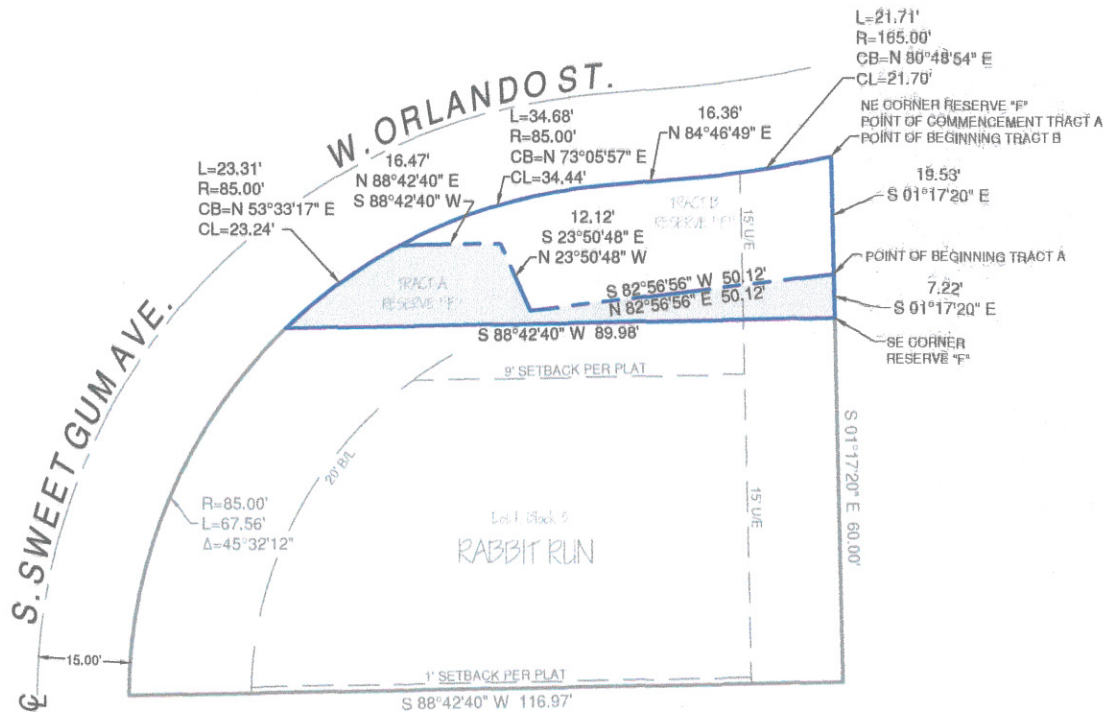 L=21.71'
R=165.00'
CB=N 80°48'54" E
CL=21.70'
W. ORLANDO ST.
NE CORNER RESERVE "F"
POINT OF COMMENCEMENT TRACT A
POINT OF BEGINNING TRACT B
L=34.68'
R=85.00'
CB=N 73°05'57" E
CL=34.44'
16.36'
N 84°46'49" E
16.47'
N 88°42'40" E
S 88°42'40" W
L=23.31'
R=85.00'
CB=N 53°33'17" E
CL=23.24'
19.53'
S 01°17'20" E
TRACT B
RESERVE "F"
15' U/E
12.12'
S 23°50'48" E
N 23°50'48" W
POINT OF BEGINNING TRACT A
TRACT A
RESERVE "F"
S 82°56'56" W 50.12'
N 82°56'56" E 50.12'
7.22'
S 01°17'20" E
S 88°42'40" W 89.98'
SE CORNER
RESERVE "F"
9' SETBACK PER PLAT
S. SWEET GUM AVE.
S 01°17'20" E 60.00'
20' B/L
15' U/E
R=85.00'
L=67.56'
Δ=45°32'12"
Lot 1 Block 5
RABBIT RUN
15.00'
1' SETBACK PER PLAT
S 88°42'40" W 116.97'
℄